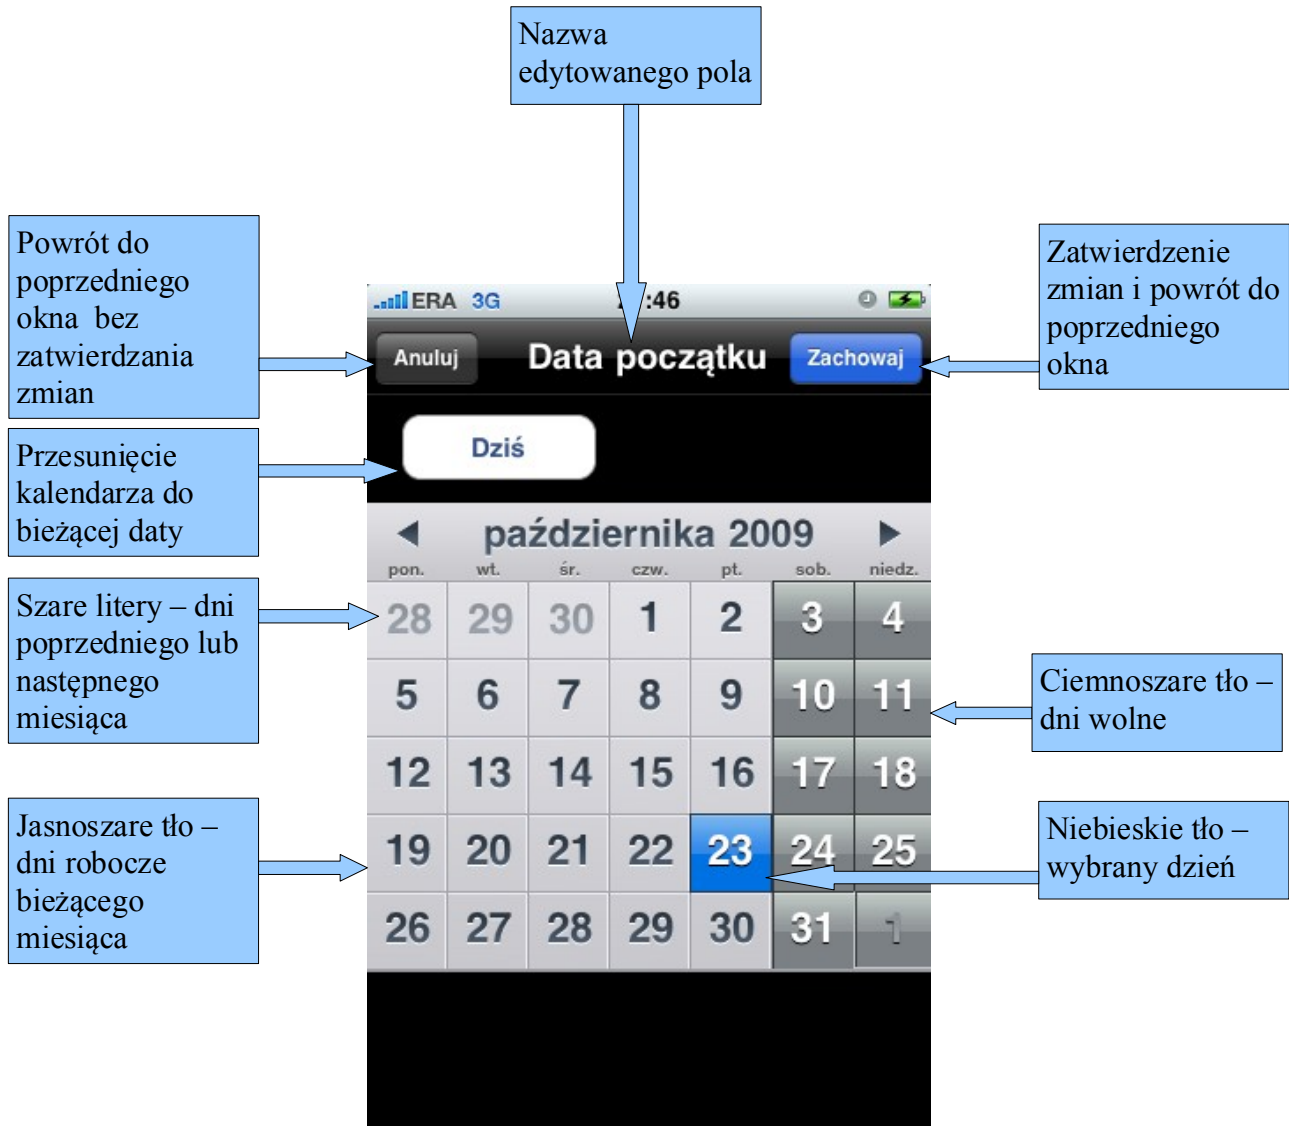 Nazwa
edytowanego pola
Powrót do
poprzedniego
okna bez
zatwierdzania
zmian
Zatwierdzenie
zmian i powrót do
poprzedniego
okna
ERA 3G :46
Anuluj Data początku Zachowaj
Dziś
Przesunięcie
kalendarza do
bieżącej daty
października 2009
pon. wt. śr. czw. pt. sob. niedz.
Szare litery – dni
poprzedniego lub
następnego
miesiąca
28 29 30 1 2 3 4
5 6 7 8 9 10 11
Ciemnoszare tło –
dni wolne
12 13 14 15 16 17 18
Jasnoszare tło –
dni robocze
bieżącego
miesiąca
19 20 21 22 23 24 25
Niebieskie tło –
wybrany dzień
26 27 28 29 30 31 1